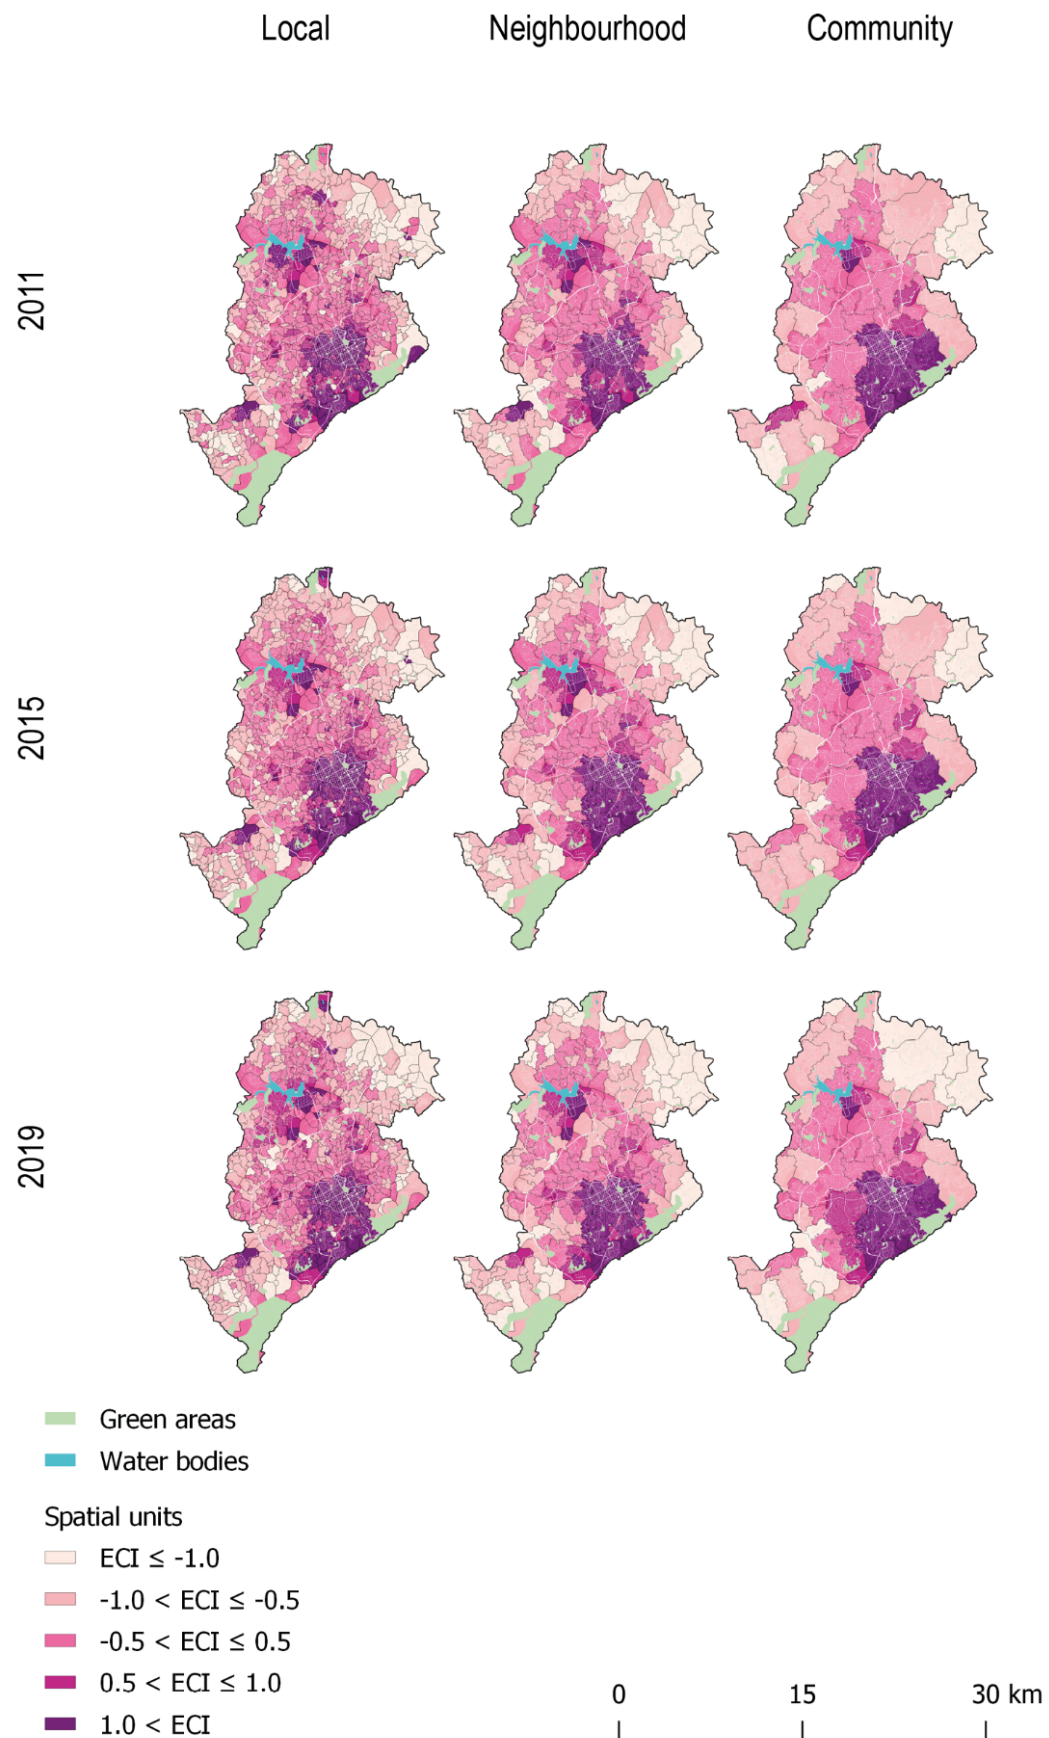 Local Neighbourhood Community
2011
2015
2019
Green areas
Water bodies
Spatial units
ECI ≤ -1.0
-1.0 < ECI ≤ -0.5
-0.5 < ECI ≤ 0.5
0.5 < ECI ≤ 1.0
1.0 < ECI
0 15 30 km